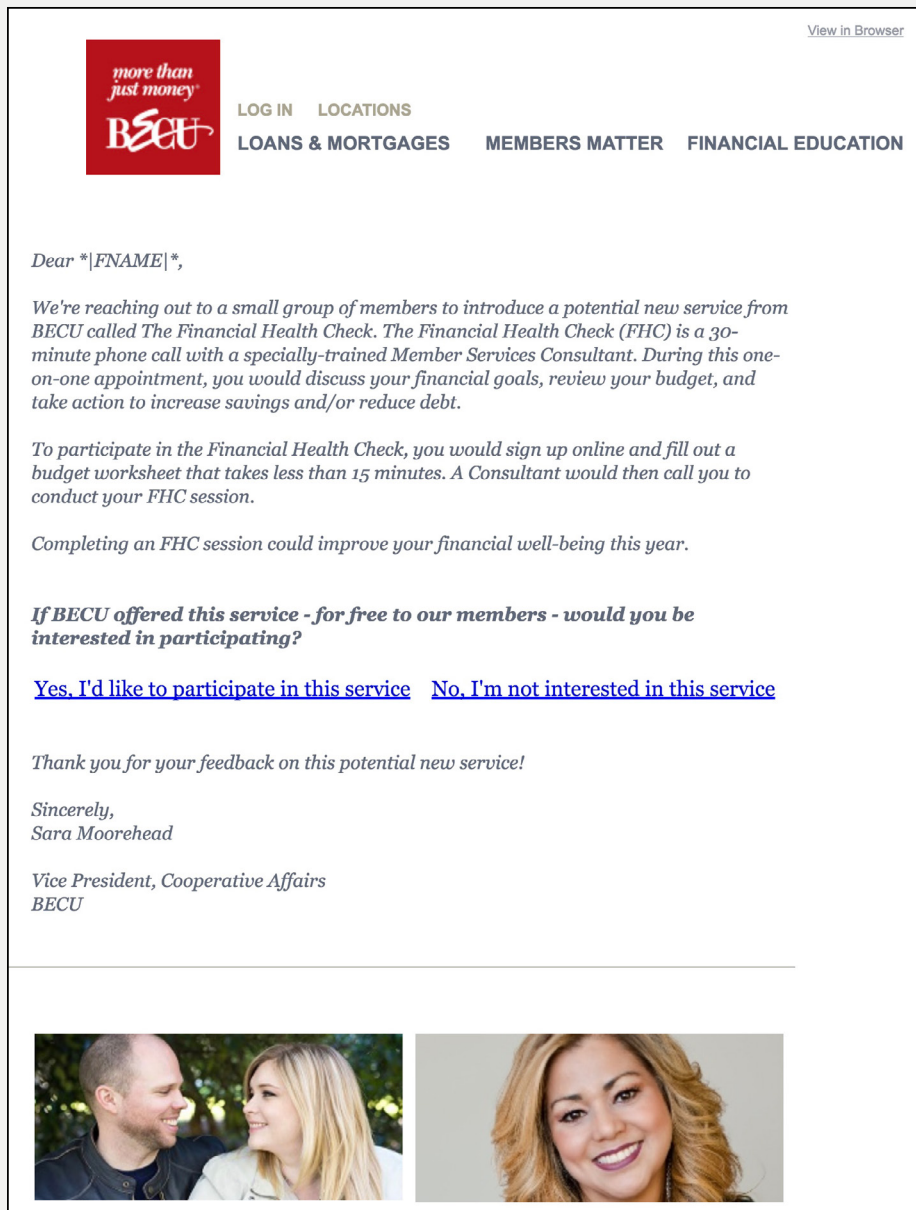 View in Browser
more than
just money®
BECU
LOG IN LOCATIONS
LOANS & MORTGAGES MEMBERS MATTER FINANCIAL EDUCATION
Dear *|FNAME|*,
We're reaching out to a small group of members to introduce a potential new service from
BECU called The Financial Health Check. The Financial Health Check (FHC) is a 30-
minute phone call with a specially-trained Member Services Consultant. During this one-
on-one appointment, you would discuss your financial goals, review your budget, and
take action to increase savings and/or reduce debt.
To participate in the Financial Health Check, you would sign up online and fill out a
budget worksheet that takes less than 15 minutes. A Consultant would then call you to
conduct your FHC session.
Completing an FHC session could improve your financial well-being this year.
If BECU offered this service - for free to our members - would you be
interested in participating?
Yes, I'd like to participate in this service No, I'm not interested in this service
Thank you for your feedback on this potential new service!
Sincerely,
Sara Moorehead
Vice President, Cooperative Affairs
BECU